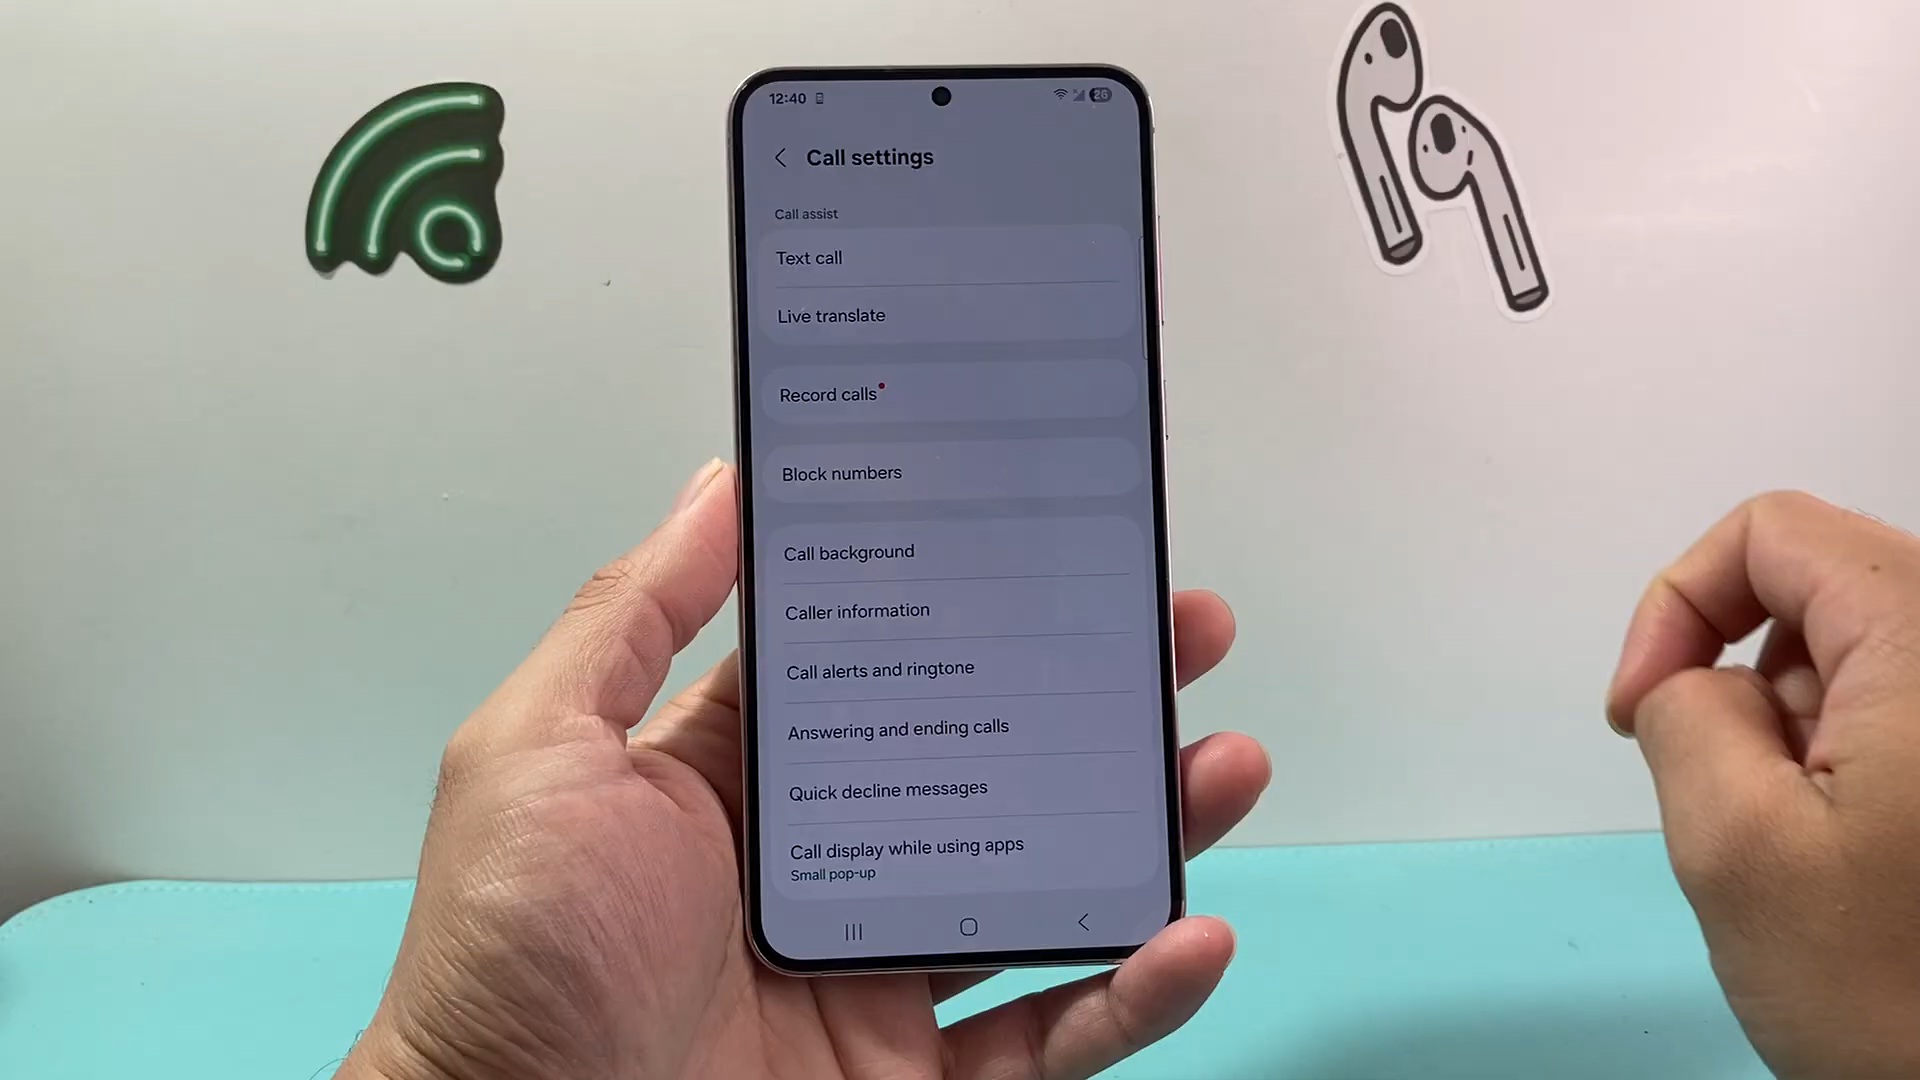 12:40
26
Call settings
Call assist
Text call
Live translate
Record calls
Block numbers
Call background
Caller information
Call alerts and ringtone
Answering and ending calls
Quick decline messages
Call display while using apps
Small pop-up